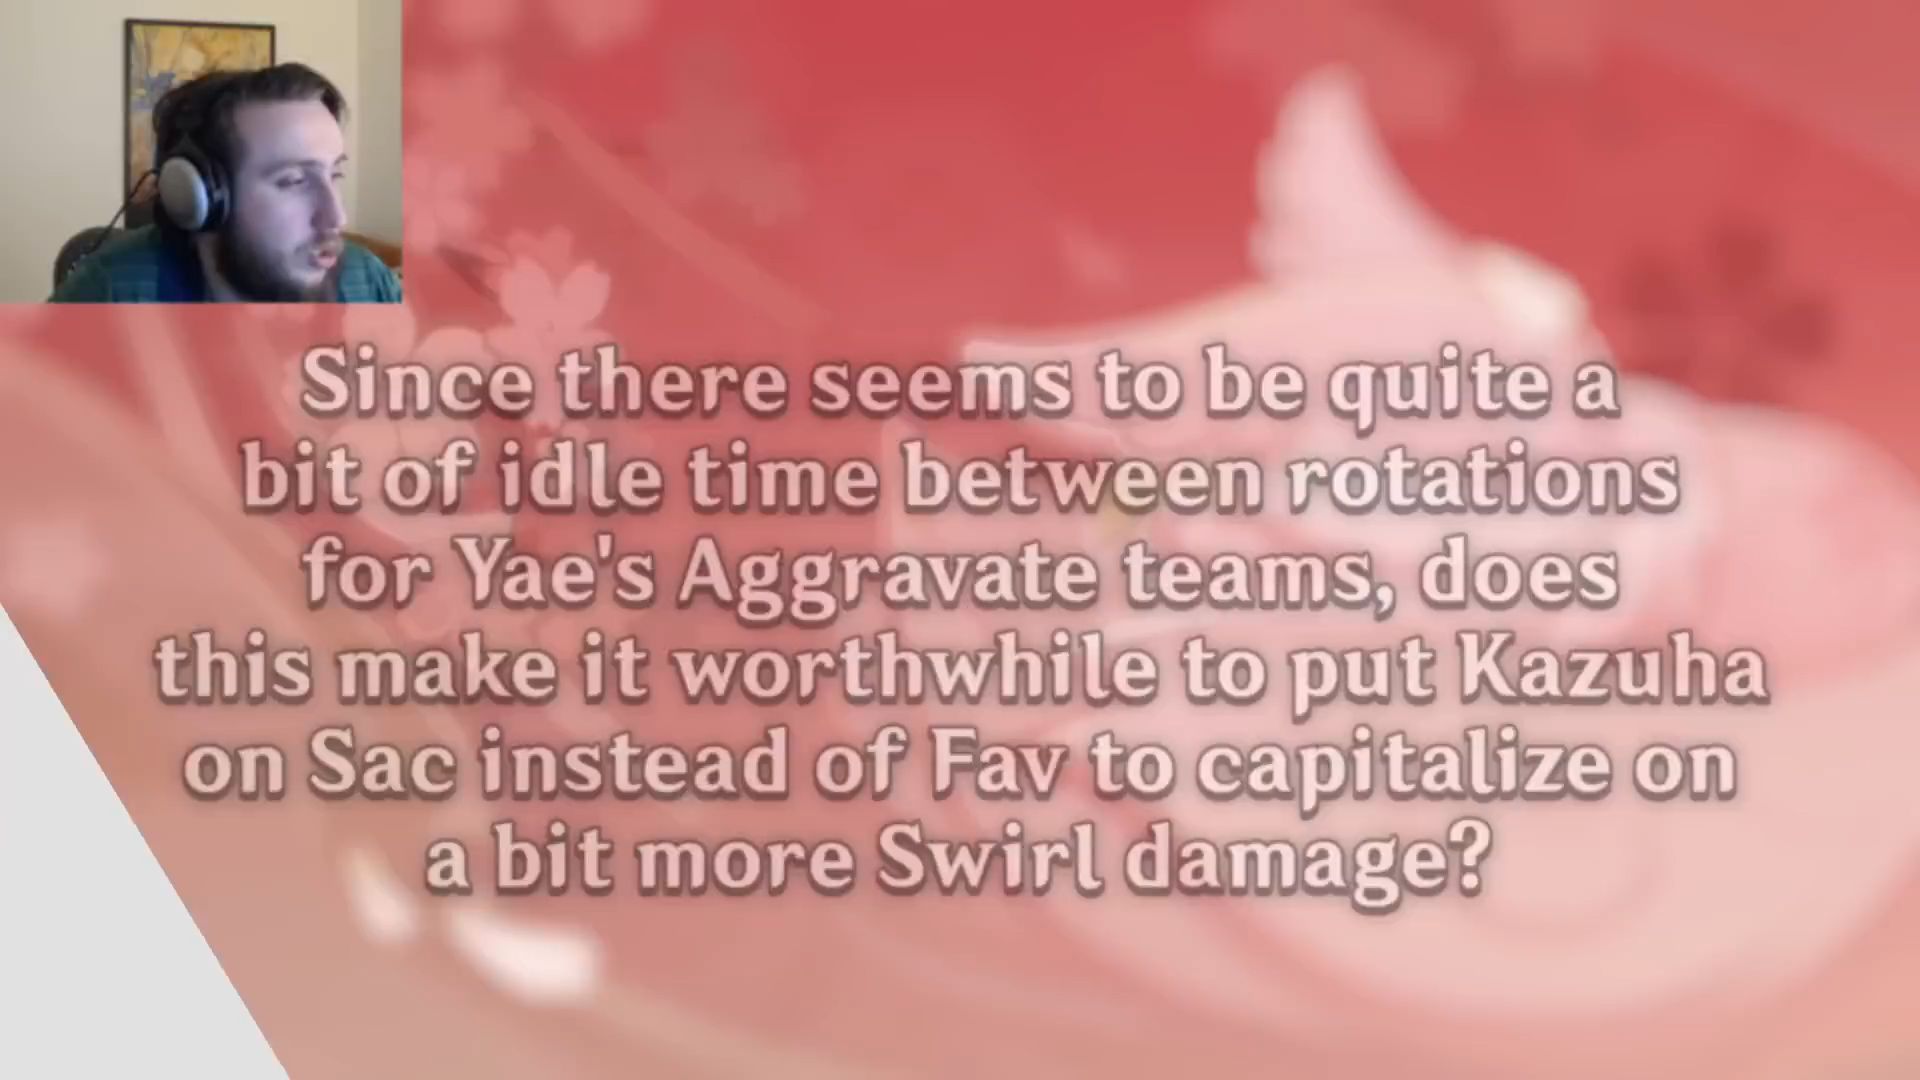 Since there seems to be quite a
bit of idle time between rotations
for Yae's Aggravate teams, does
this make it worthwhile to put Kazuha
on Sac instead of Fav to capitalize on
a bit more Swirl damage?